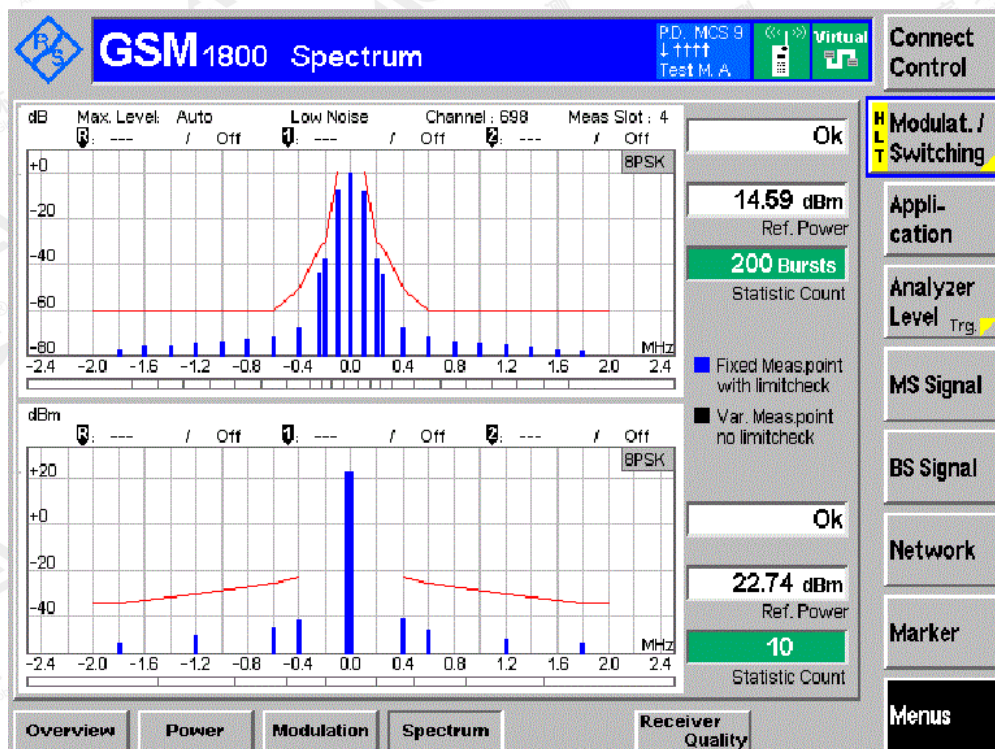 R S
GSM 1800 Spectrum
P.D. MCS 9
↓ ↑↑↑↑
Test M. A.
Virtual
Connect Control
dB Max. Level: Auto Low Noise Channel : 698 Meas Slot : 4
R: --- / Off 1: --- / Off 2: --- / Off
8PSK
+0
-20
-40
-60
-80
MHz
-2.4 -2.0 -1.6 -1.2 -0.8 -0.4 0.0 0.4 0.8 1.2 1.6 2.0 2.4
Ok
14.59 dBm
Ref. Power
200 Bursts
Statistic Count
Fixed Meas.point
with limitcheck
Var. Meas.point
no limitcheck
dBm
R: --- / Off 1: --- / Off 2: --- / Off
8PSK
+20
+0
-20
-40
MHz
-2.4 -2.0 -1.6 -1.2 -0.8 -0.4 0.0 0.4 0.8 1.2 1.6 2.0 2.4
Ok
22.74 dBm
Ref. Power
10
Statistic Count
HLT
Modulat. /
Switching
Appli-
cation
Analyzer
Level Trg.
MS Signal
BS Signal
Network
Marker
Menus
Overview
Power
Modulation
Spectrum
Receiver
Quality